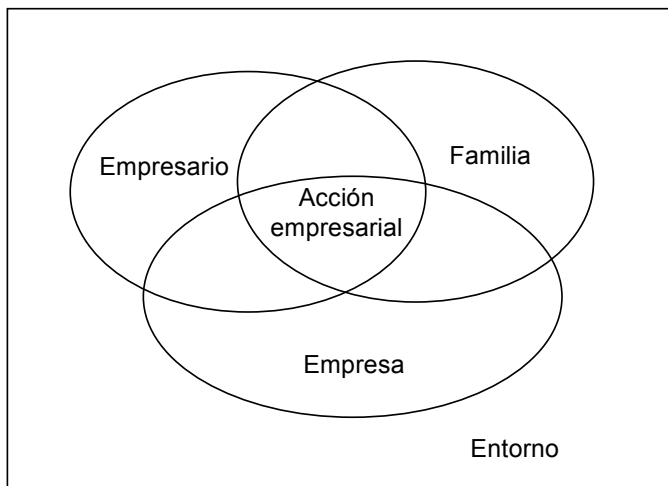 Familia
Empresario
Acción
empresarial
Empresa
Entorno